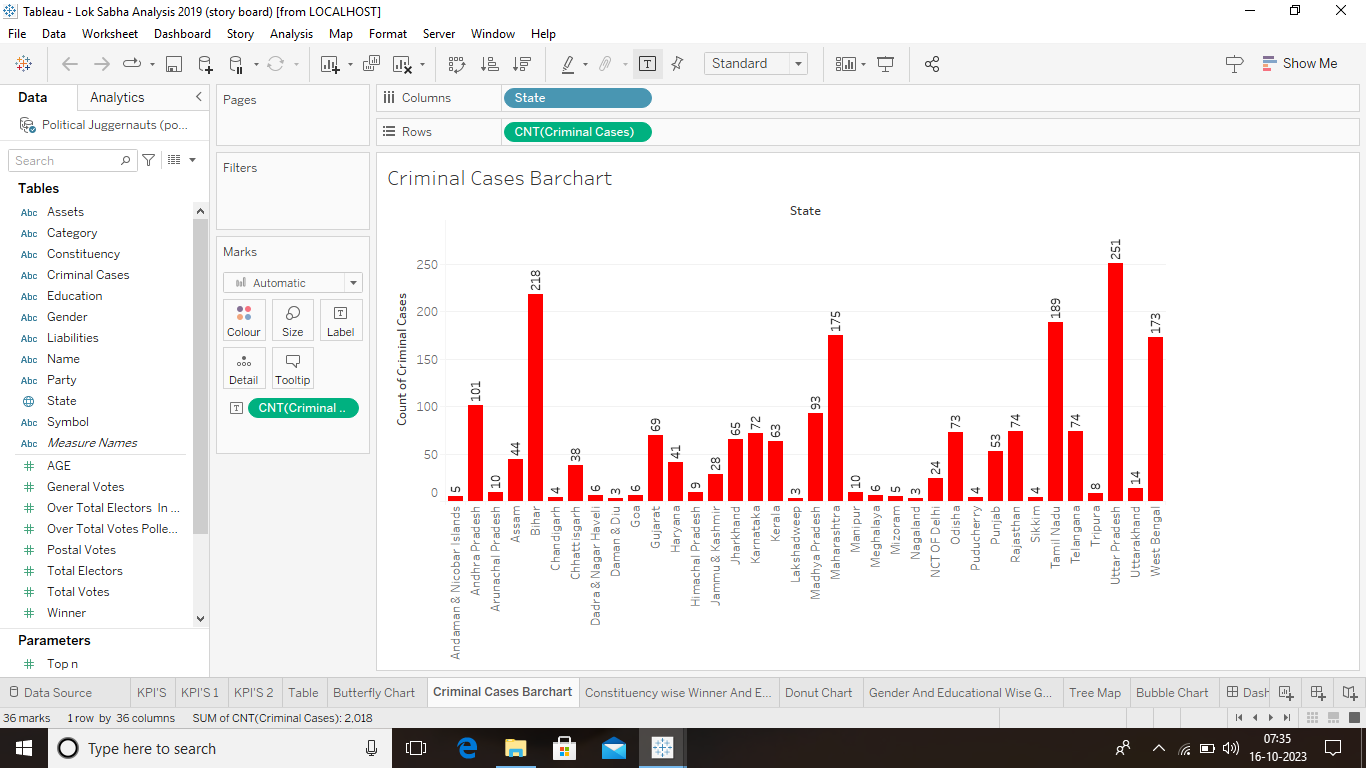 Tableau - Lok Sabha Analysis 2019 (story board) [from LOCALHOST]
File Data Worksheet Dashboard Story Analysis Map Format Server Window Help
Standard
Show Me
Data Analytics
Political Juggernauts (po...
Search
Tables
Abc Assets
Abc Category
Abc Constituency
Abc Criminal Cases
Abc Education
Abc Gender
Abc Liabilities
Abc Name
Abc Party
State
Abc Symbol
Abc Measure Names
AGE
General Votes
Over Total Electors In ...
Over Total Votes Polle...
Postal Votes
Total Electors
Total Votes
Winner
Parameters
Top n
Pages
Filters
Marks
Automatic
Colour Size Label
Detail Tooltip
CNT(Criminal ..
Columns State
Rows CNT(Criminal Cases)
Criminal Cases Barchart
State
Count of Criminal Cases
250
200
150
100
50
0
5 101 10 44 218 4 38 6 3 6 69 41 9 28 65 72 63 3 93 175 10 6 5 3 24 73 4 53 74 4 189 74 8 251 14 173
Andaman & Nicobar Islands
Andhra Pradesh
Arunachal Pradesh
Assam
Bihar
Chandigarh
Chhattisgarh
Dadra & Nagar Haveli
Daman & Diu
Goa
Gujarat
Haryana
Himachal Pradesh
Jammu & Kashmir
Jharkhand
Karnataka
Kerala
Lakshadweep
Madhya Pradesh
Maharashtra
Manipur
Meghalaya
Mizoram
Nagaland
NCT OF Delhi
Odisha
Puducherry
Punjab
Rajasthan
Sikkim
Tamil Nadu
Telangana
Tripura
Uttar Pradesh
Uttarakhand
West Bengal
Data Source KPI'S KPI'S 1 KPI'S 2 Table Butterfly Chart Criminal Cases Barchart Constituency wise Winner And E... Donut Chart Gender And Educational Wise G... Tree Map Bubble Chart Dash
36 marks 1 row by 36 columns SUM of CNT(Criminal Cases): 2,018
Type here to search
07:35
16-10-2023